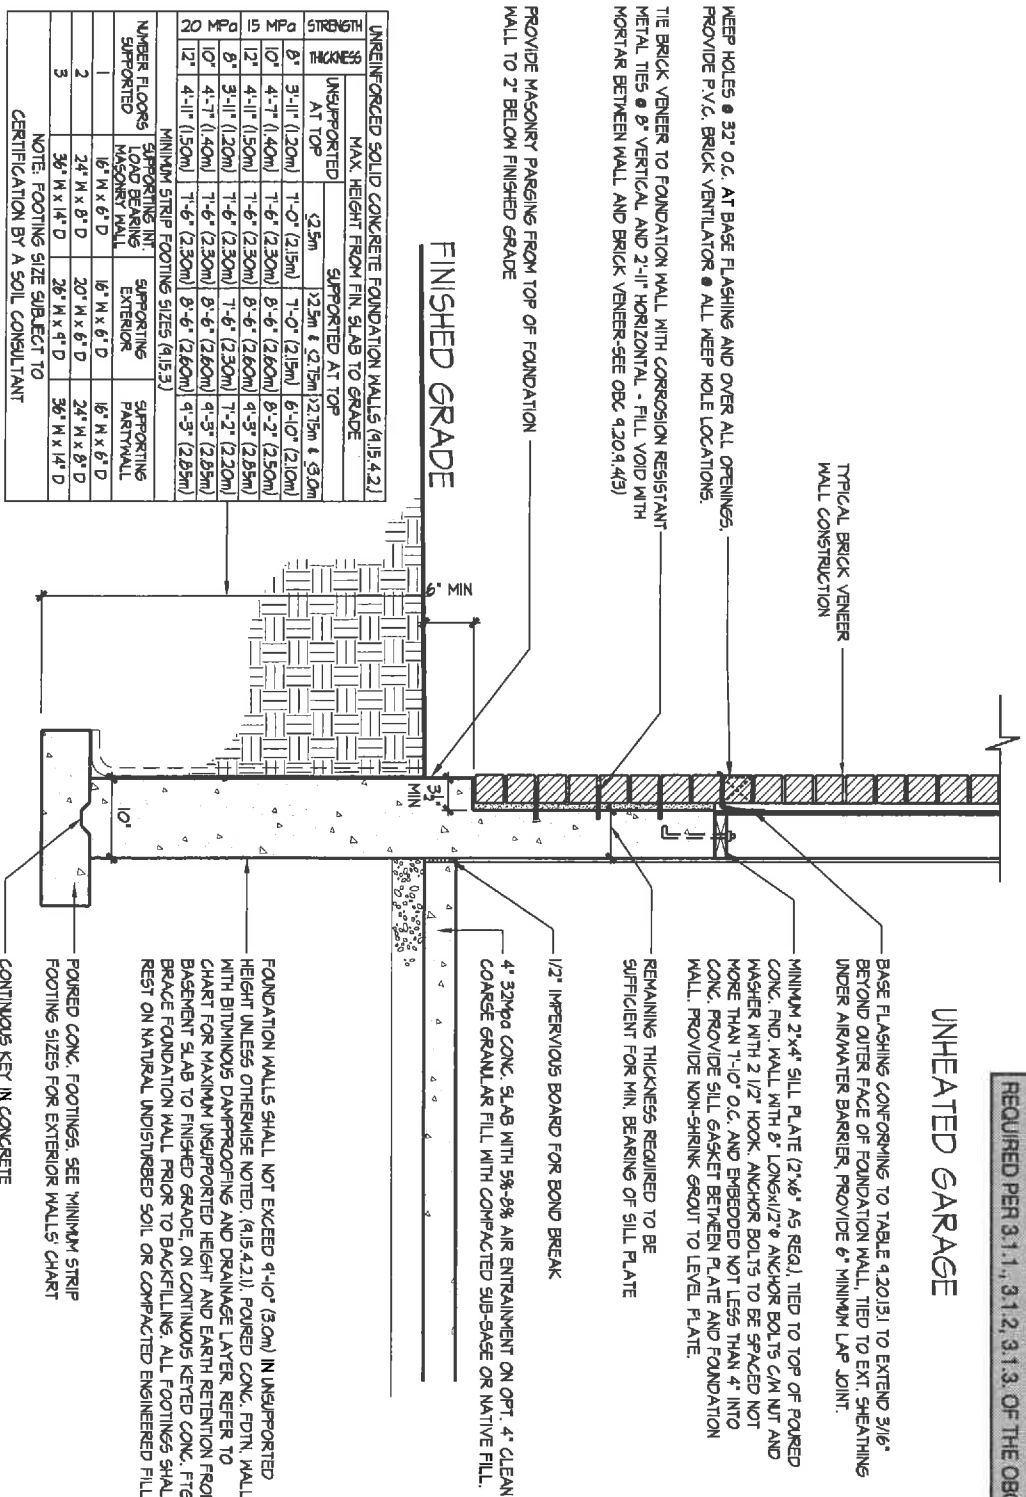 REQUIRED PER 3.1.1., 3.1.2, 3.1.3. OF THE OBC
UNHEATED GARAGE
TYPICAL BRICK VENEER
WALL CONSTRUCTION
WEEP HOLES @ 32" O.C. AT BASE FLASHING AND OVER ALL OPENINGS.
PROVIDE P.V.C. BRICK VENTILATOR @ ALL WEEP HOLE LOCATIONS.
TIE BRICK VENEER TO FOUNDATION WALL WITH CORROSION RESISTANT
METAL TIES @ 8" VERTICAL AND 2'-11" HORIZONTAL - FILL VOID WITH
MORTAR BETWEEN WALL AND BRICK VENEER-SEE OBC 9.20.9.4(3)
PROVIDE MASONRY PARGING FROM TOP OF FOUNDATION
WALL TO 2" BELOW FINISHED GRADE
FINISHED GRADE
6" MIN
3½"
MIN
10"
BASE FLASHING CONFORMING TO TABLE 9.20.13.1 TO EXTEND 3/16"
BEYOND OUTER FACE OF FOUNDATION WALL, TIED TO EXT. SHEATHING
UNDER AIR/WATER BARRIER, PROVIDE 6" MINIMUM LAP JOINT.
MINIMUM 2"x4" SILL PLATE (2"x6" AS REQ.), TIED TO TOP OF POURED
CONC. FND. WALL WITH 8" LONGx1/2"Φ ANCHOR BOLTS C/W NUT AND
WASHER WITH 2 1/2" HOOK. ANCHOR BOLTS TO BE SPACED NOT
MORE THAN 7'-10" O.C. AND EMBEDDED NOT LESS THAN 4" INTO
CONC. PROVIDE SILL GASKET BETWEEN PLATE AND FOUNDATION
WALL. PROVIDE NON-SHRINK GROUT TO LEVEL PLATE.
REMAINING THICKNESS REQUIRED TO BE
SUFFICIENT FOR MIN. BEARING OF SILL PLATE
1/2" IMPERVIOUS BOARD FOR BOND BREAK
4" 32Mpa CONC. SLAB WITH 5%-8% AIR ENTRAINMENT ON OPT. 4" CLEAN
COARSE GRANULAR FILL WITH COMPACTED SUB-BASE OR NATIVE FILL.
FOUNDATION WALLS SHALL NOT EXCEED 9'-10" (3.0m) IN UNSUPPORTED
HEIGHT UNLESS OTHERWISE NOTED. (9.15.4.2.1). POURED CONC. FDTN. WALL
WITH BITUMINOUS DAMPPROOFING AND DRAINAGE LAYER. REFER TO
CHART FOR MAXIMUM UNSUPPORTED HEIGHT AND EARTH RETENTION FROM
BASEMENT SLAB TO FINISHED GRADE, ON CONTINUOUS KEYED CONC. FTG.
BRACE FOUNDATION WALL PRIOR TO BACKFILLING. ALL FOOTINGS SHALL
REST ON NATURAL UNDISTURBED SOIL OR COMPACTED ENGINEERED FILL
POURED CONC. FOOTINGS. SEE 'MINIMUM STRIP
FOOTING SIZES FOR EXTERIOR WALLS' CHART
CONTINUOUS KEY IN CONCRETE
UNREINFORCED SOLID CONCRETE FOUNDATION WALLS (9.15.4.2.)
STRENGTH THICKNESS MAX. HEIGHT FROM FIN. SLAB TO GRADE
UNSUPPORTED AT TOP SUPPORTED AT TOP
<2.5m >2.5m & <2.75m >2.75m & <3.0m
15 MPa 8" 3'-11" (1.20m) 7'-0" (2.15m) 7'-0" (2.15m) 6'-10" (2.10m)
10" 4'-7" (1.40m) 7'-6" (2.30m) 8'-6" (2.60m) 8'-2" (2.50m)
12" 4'-11" (1.50m) 7'-6" (2.30m) 8'-6" (2.60m) 9'-3" (2.85m)
20 MPa 8" 3'-11" (1.20m) 7'-6" (2.30m) 7'-6" (2.30m) 7'-2" (2.20m)
10" 4'-7" (1.40m) 7'-6" (2.30m) 8'-6" (2.60m) 9'-3" (2.85m)
12" 4'-11" (1.50m) 7'-6" (2.30m) 8'-6" (2.60m) 9'-3" (2.85m)
MINIMUM STRIP FOOTING SIZES (9.15.3.)
NUMBER FLOORS SUPPORTED SUPPORTING INT. LOAD BEARING MASONRY WALL SUPPORTING EXTERIOR SUPPORTING PARTYWALL
1 16" W x 6" D 16" W x 6" D 16" W x 6" D
2 24" W x 8" D 20" W x 6" D 24" W x 8" D
3 36" W x 14" D 26" W x 9" D 36" W x 14" D
NOTE: FOOTING SIZE SUBJECT TO
CERTIFICATION BY A SOIL CONSULTANT